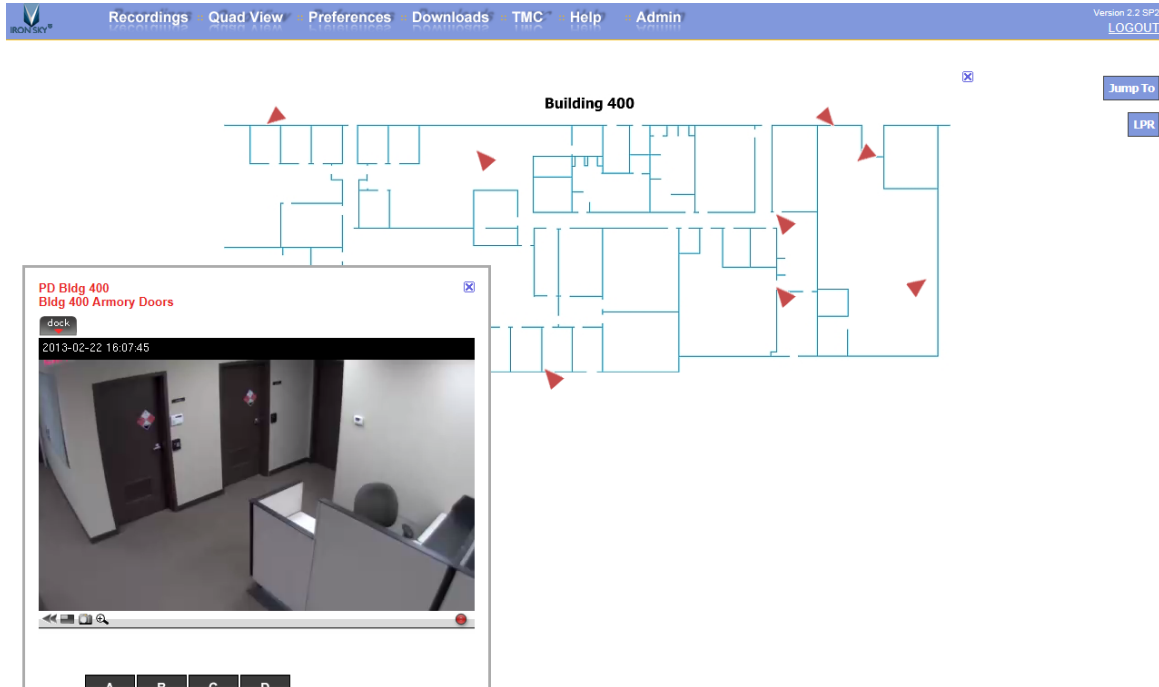 IRON SKY®
Recordings Quad View Preferences Downloads TMC Help Admin
Version 2.2 SP2
LOGOUT
Jump To
LPR
Building 400
PD Bldg 400
Bldg 400 Armory Doors
dock
2013-02-22 16:07:45
A B C D